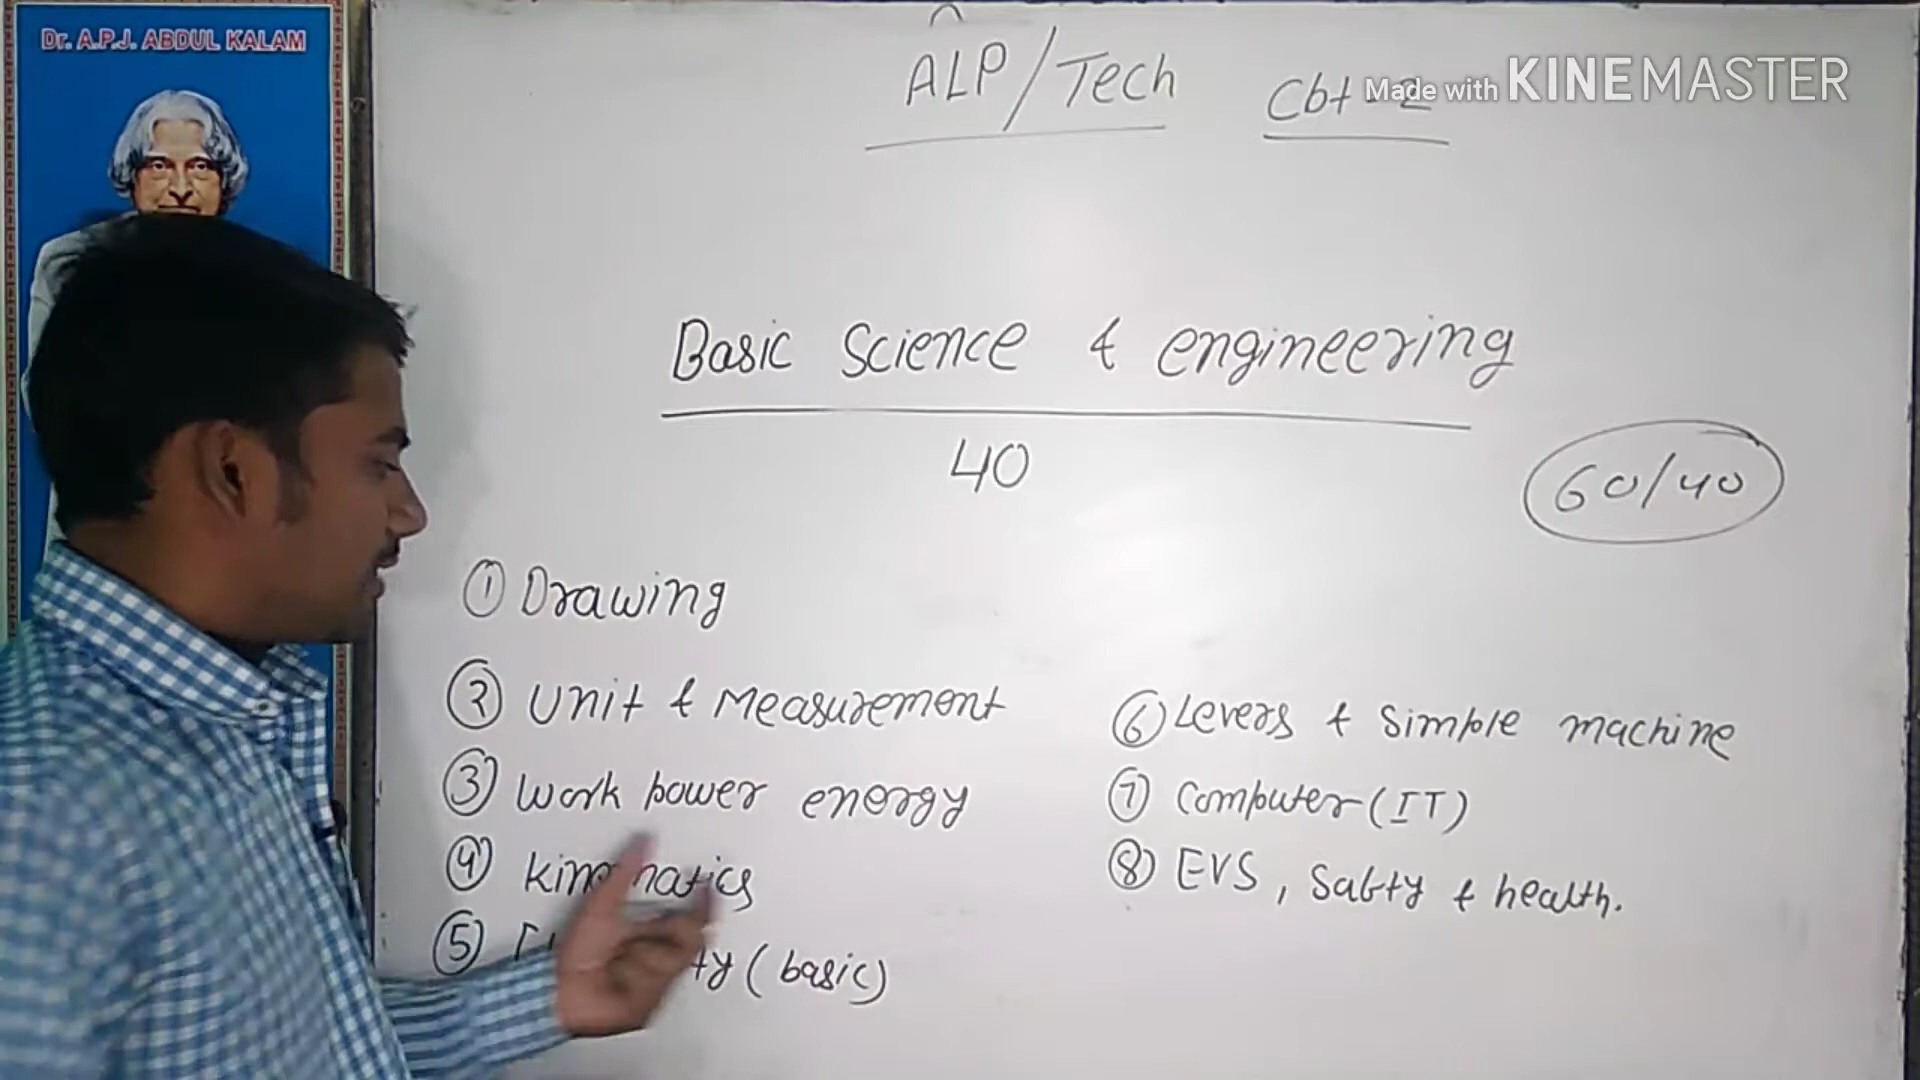 Dr. A.P.J. ABDUL KALAM
ALP/Tech Cbt-2
Made with KINEMASTER
Basic Science & engineering
40
60/40
① Drawing
② Unit & Measurement
③ Work power energy
④ kinematics
⑤ (basic)
⑥ Levers & Simple machine
⑦ Computer (IT)
⑧ EVS, Safty & health.